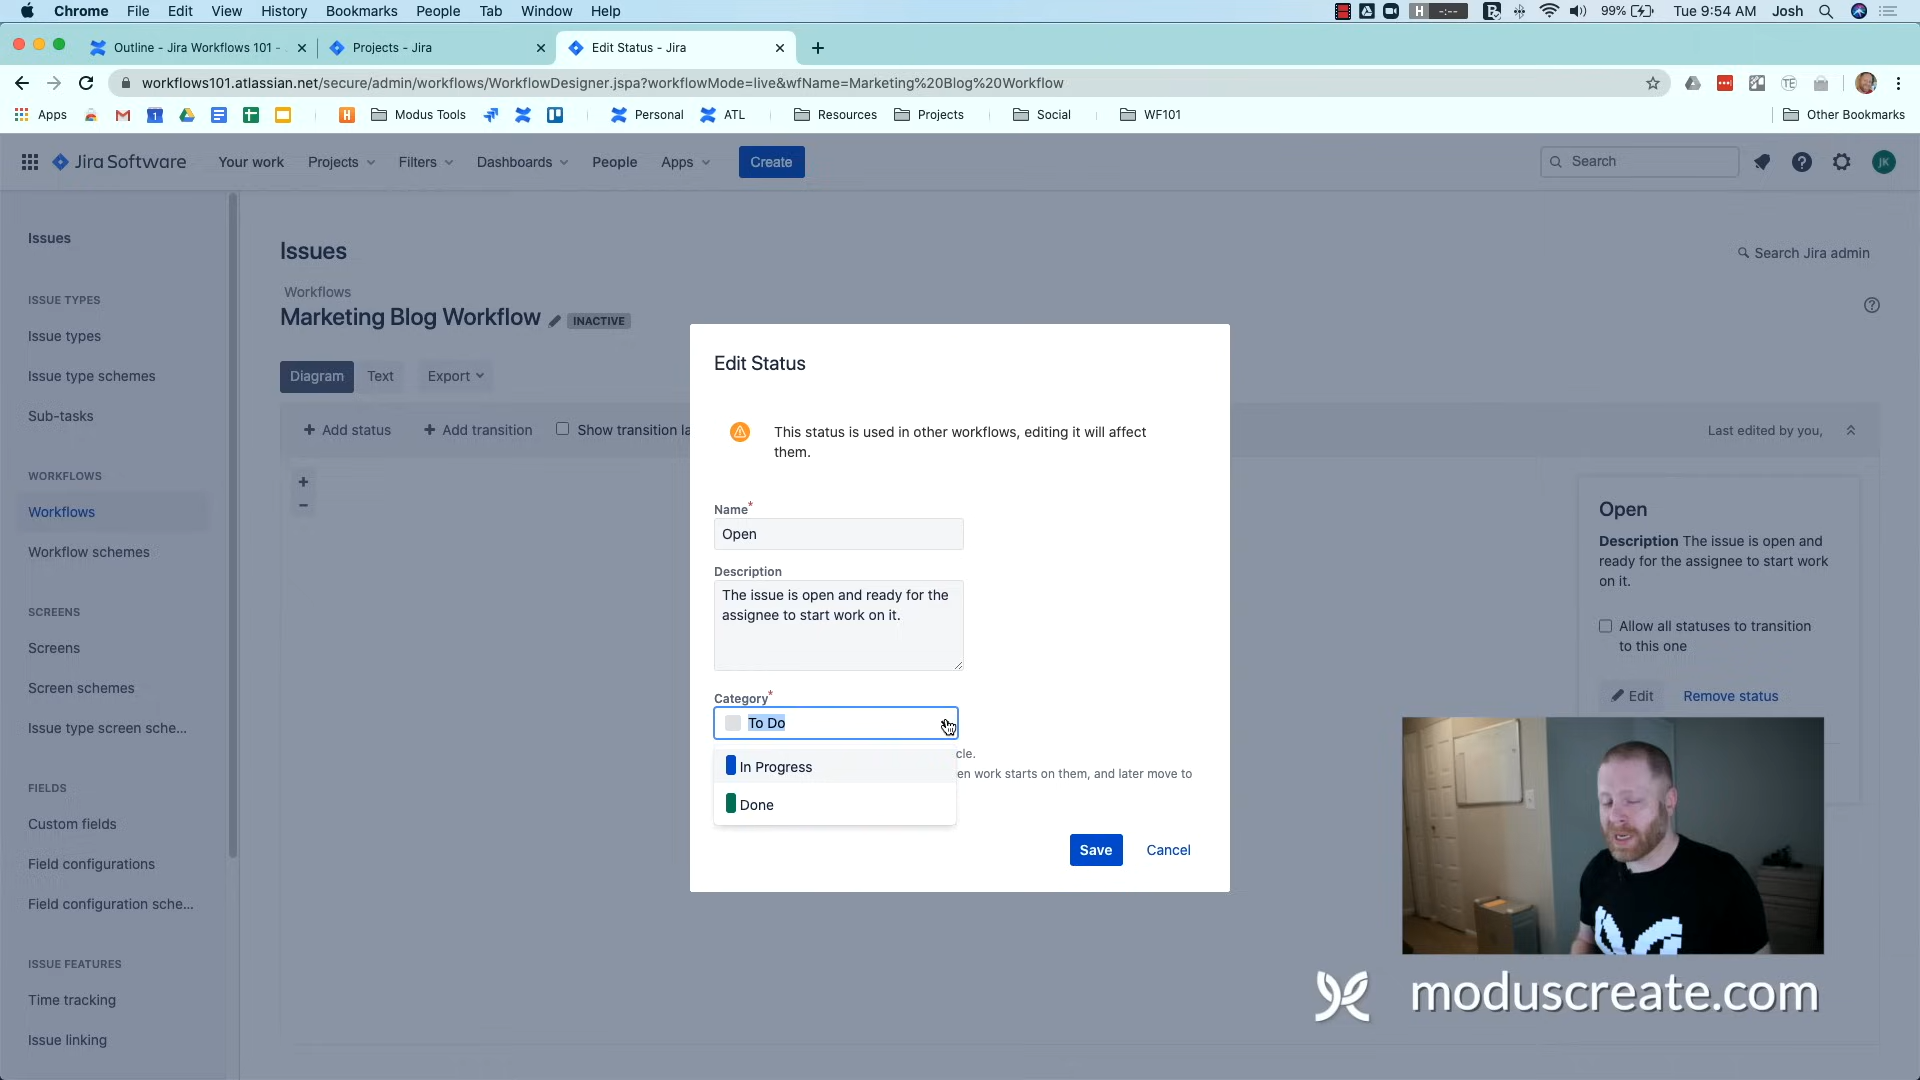 Chrome File Edit View History Bookmarks People Tab Window Help
H -:-- 99% Tue 9:54 AM Josh
Outline - Jira Workflows 101 -
Projects - Jira
Edit Status - Jira
workflows101.atlassian.net/secure/admin/workflows/WorkflowDesigner.jspa?workflowMode=live&wfName=Marketing%20Blog%20Workflow
TE
Apps 1 H Modus Tools Personal ATL Resources Projects Social WF101 Other Bookmarks
Jira Software Your work Projects Filters Dashboards People Apps Create Search JK
Issues
ISSUE TYPES
Issue types
Issue type schemes
Sub-tasks
WORKFLOWS
Workflows
Workflow schemes
SCREENS
Screens
Screen schemes
Issue type screen sche...
FIELDS
Custom fields
Field configurations
Field configuration sche...
ISSUE FEATURES
Time tracking
Issue linking
Issues
Search Jira admin
Workflows
Marketing Blog Workflow INACTIVE
Diagram Text Export
+ Add status + Add transition Show transition la
Last edited by you,
+
−
Edit Status
This status is used in other workflows, editing it will affect
them.
Name*
Open
Description
The issue is open and ready for the
assignee to start work on it.
Category*
To Do
In Progress
Done
cle.
en work starts on them, and later move to
Save Cancel
Open
Description The issue is open and
ready for the assignee to start work
on it.
Allow all statuses to transition
to this one
Edit Remove status
moduscreate.com